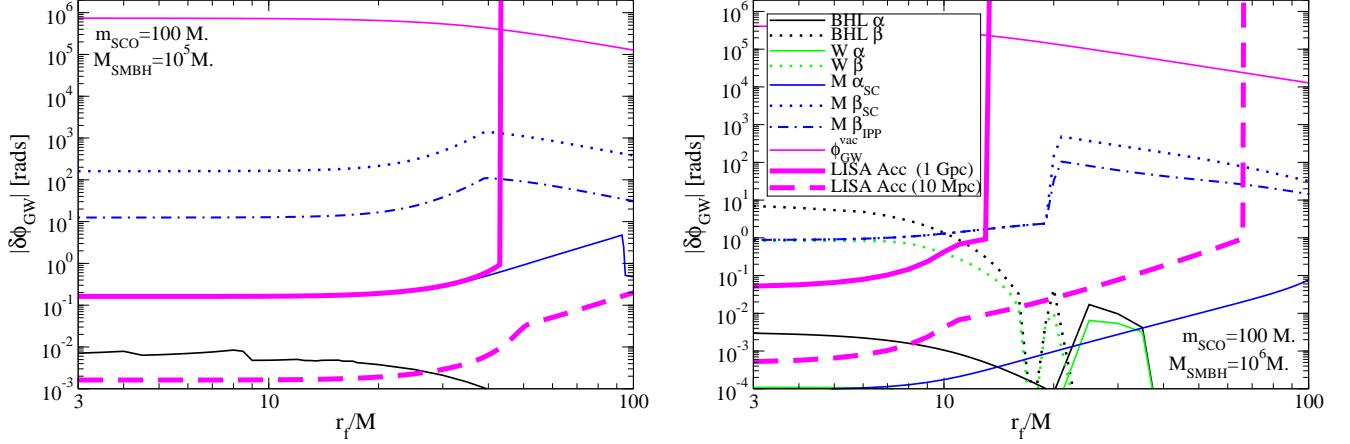 |δϕ_GW| [rads]
10^6
10^5
10^4
10^3
10^2
10^1
10^0
10^-1
10^-2
10^-3
m_SCO=100 M.
M_SMBH=10^5M.
3
10
100
r_f/M
|δϕ_GW| [rads]
10^6
10^5
10^4
10^3
10^2
10^1
10^0
10^-1
10^-2
10^-3
10^-4
BHL α
BHL β
W α
W β
M α_SC
M β_SC
M β_IPP
ϕ_GW^vac
LISA Acc (1 Gpc)
LISA Acc (10 Mpc)
m_SCO=100 M.
M_SMBH=10^6M.
3
10
100
r_f/M